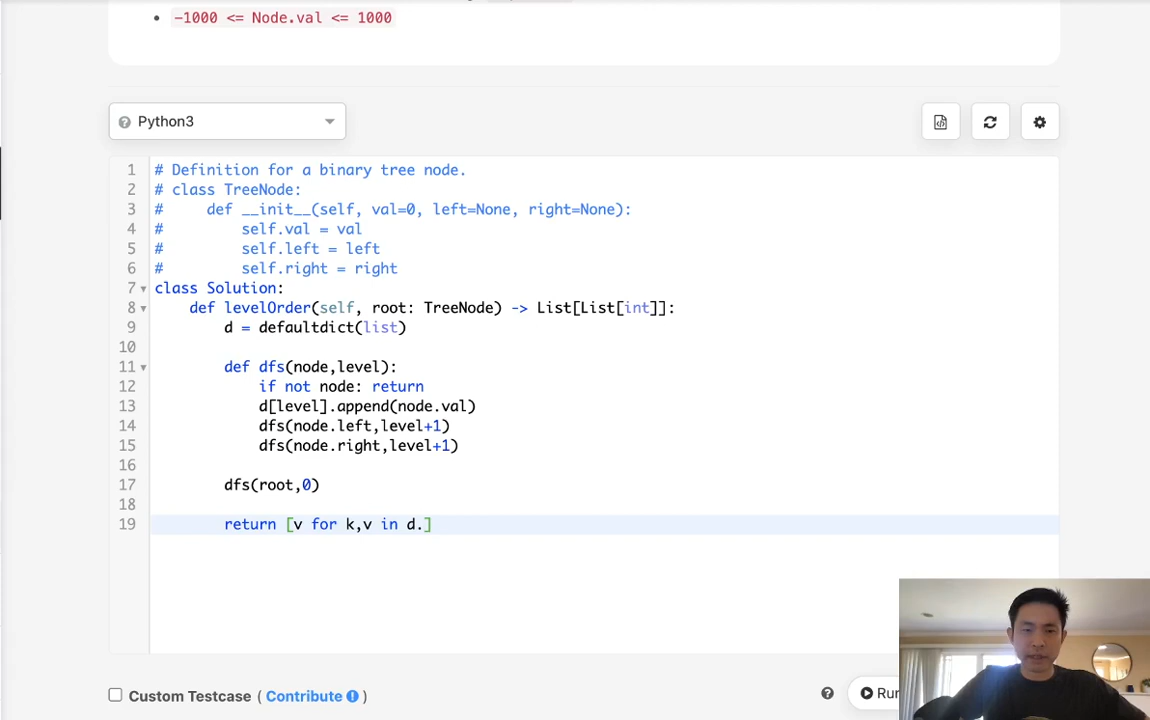 -1000 <= Node.val <= 1000
Python3
1 # Definition for a binary tree node.
2 # class TreeNode:
3 #     def __init__(self, val=0, left=None, right=None):
4 #         self.val = val
5 #         self.left = left
6 #         self.right = right
7 class Solution:
8     def levelOrder(self, root: TreeNode) -> List[List[int]]:
9         d = defaultdict(list)
10
11         def dfs(node,level):
12             if not node: return
13             d[level].append(node.val)
14             dfs(node.left,level+1)
15             dfs(node.right,level+1)
16
17         dfs(root,0)
18
19         return [v for k,v in d.]
Custom Testcase ( Contribute )